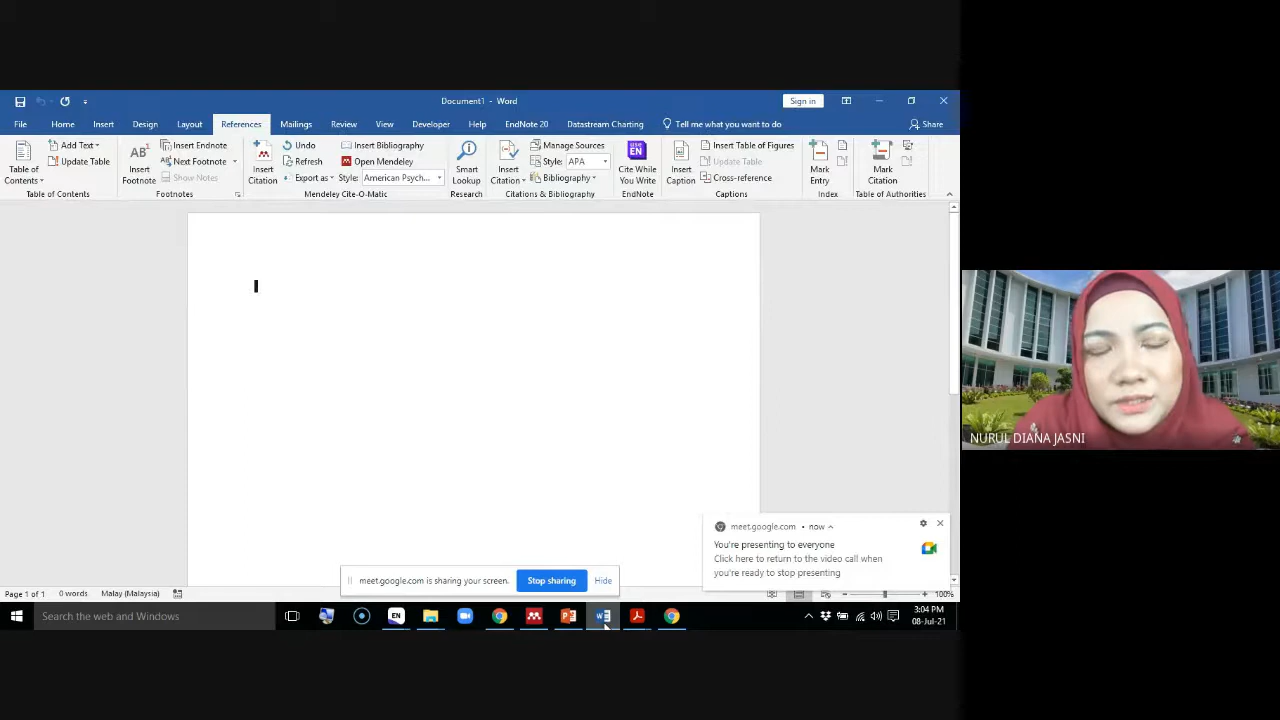 Document1 - Word
Sign in
File Home Insert Design Layout References Mailings Review View Developer Help EndNote 20 Datastream Charting Tell me what you want to do Share
Table of Contents
Add Text
Update Table
Table of Contents
AB
Insert Footnote
Insert Endnote
Next Footnote
Show Notes
Footnotes
Insert Citation
Undo
Refresh
Export as
Insert Bibliography
Open Mendeley
Style: American Psych...
Mendeley Cite-O-Matic
Smart Lookup
Research
Insert Citation
Manage Sources
Style: APA
Bibliography
Citations & Bibliography
EN
Cite While You Write
EndNote
Insert Caption
Insert Table of Figures
Update Table
Cross-reference
Captions
Mark Entry
Index
Mark Citation
Table of Authorities
NURUL DIANA JASNI
meet.google.com • now
You're presenting to everyone
Click here to return to the video call when
you're ready to stop presenting
meet.google.com is sharing your screen. Stop sharing Hide
Page 1 of 1 0 words Malay (Malaysia) 100%
Search the web and Windows
EN
3:04 PM
08-Jul-21